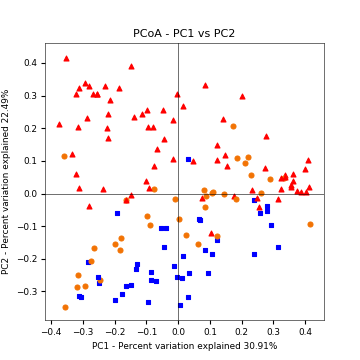 PCoA - PC1 vs PC2
PC2 - Percent variation explained 22.49%
0.4
0.3
0.2
0.1
0.0
−0.1
−0.2
−0.3
−0.4 −0.3 −0.2 −0.1 0.0 0.1 0.2 0.3 0.4
PC1 - Percent variation explained 30.91%